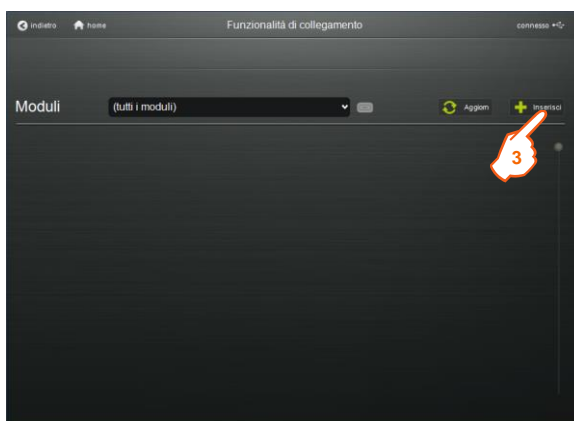 indietro home Funzionalità di collegamento connesso
Moduli (tutti i moduli) Aggiorn Inserisci
3